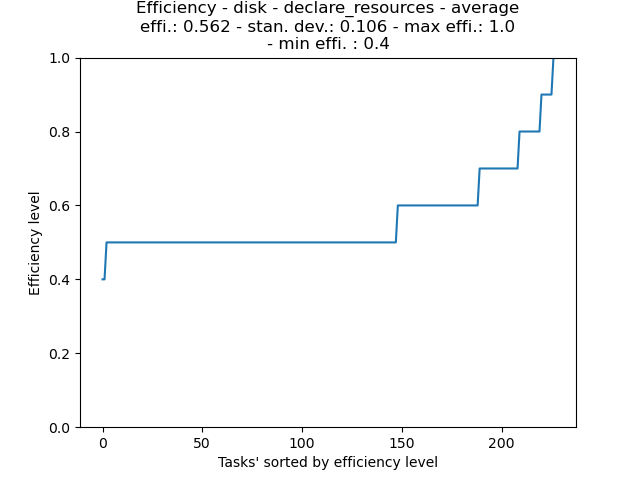 Efficiency - disk - declare_resources - average
effi.: 0.562 - stan. dev.: 0.106 - max effi.: 1.0
- min effi. : 0.4
1.0
0.8
0.6
0.4
0.2
0.0
Efficiency level
0 50 100 150 200
Tasks' sorted by efficiency level